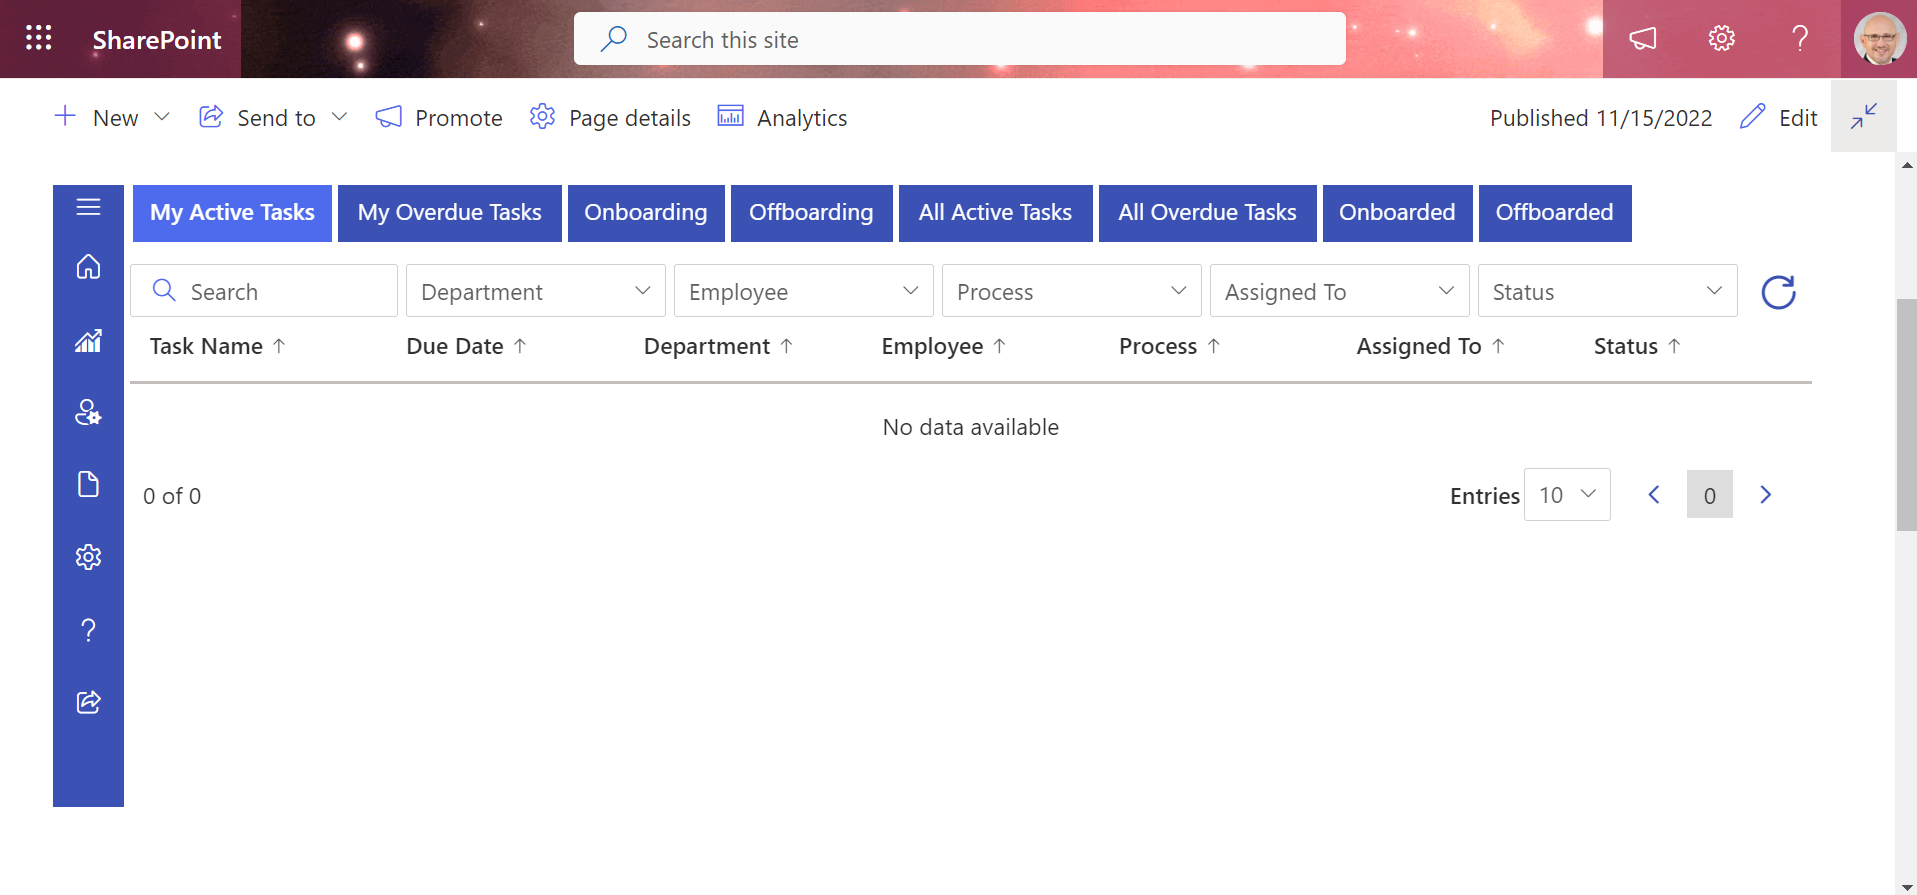 SharePoint
Search this site
New
Send to
Promote
Page details
Analytics
Published 11/15/2022
Edit
My Active Tasks
My Overdue Tasks
Onboarding
Offboarding
All Active Tasks
All Overdue Tasks
Onboarded
Offboarded
Search
Department
Employee
Process
Assigned To
Status
Task Name ↑
Due Date ↑
Department ↑
Employee ↑
Process ↑
Assigned To ↑
Status ↑
No data available
0 of 0
Entries
10
0